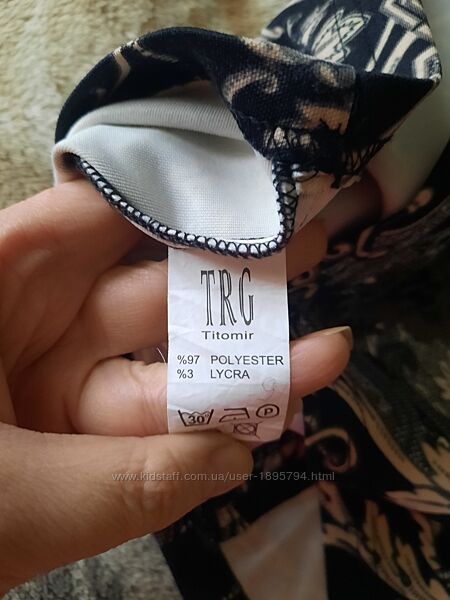 TRG
Titomir
%97 POLYESTER
%3 LYCRA
30° P
www.kidstaff.com.ua/user-1895794.html